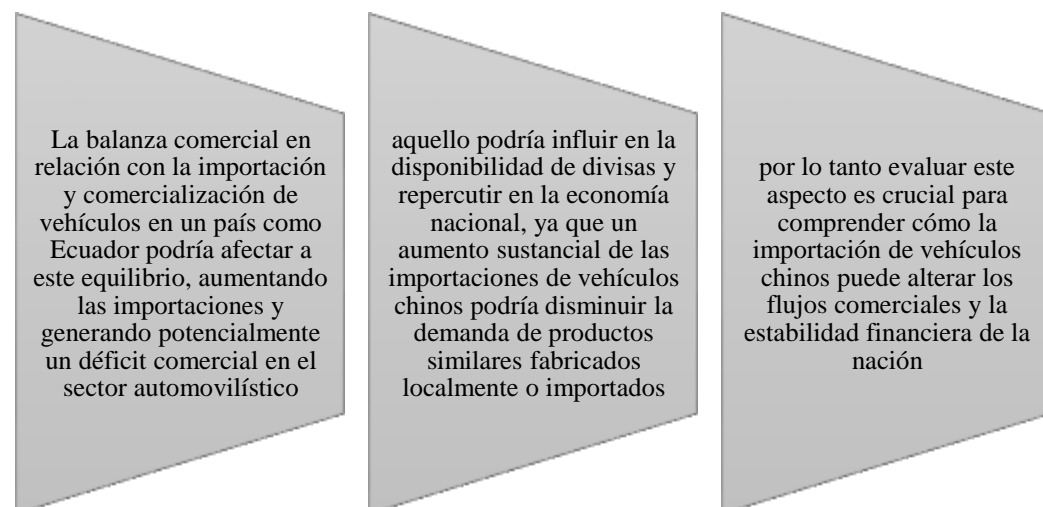 La balanza comercial en
relación con la importación
y comercialización de
vehículos en un país como
Ecuador podría afectar a
este equilibrio, aumentando
las importaciones y
generando potencialmente
un déficit comercial en el
sector automovilístico
aquello podría influir en la
disponibilidad de divisas y
repercutir en la economía
nacional, ya que un
aumento sustancial de las
importaciones de vehículos
chinos podría disminuir la
demanda de productos
similares fabricados
localmente o importados
por lo tanto evaluar este
aspecto es crucial para
comprender cómo la
importación de vehículos
chinos puede alterar los
flujos comerciales y la
estabilidad financiera de la
nación